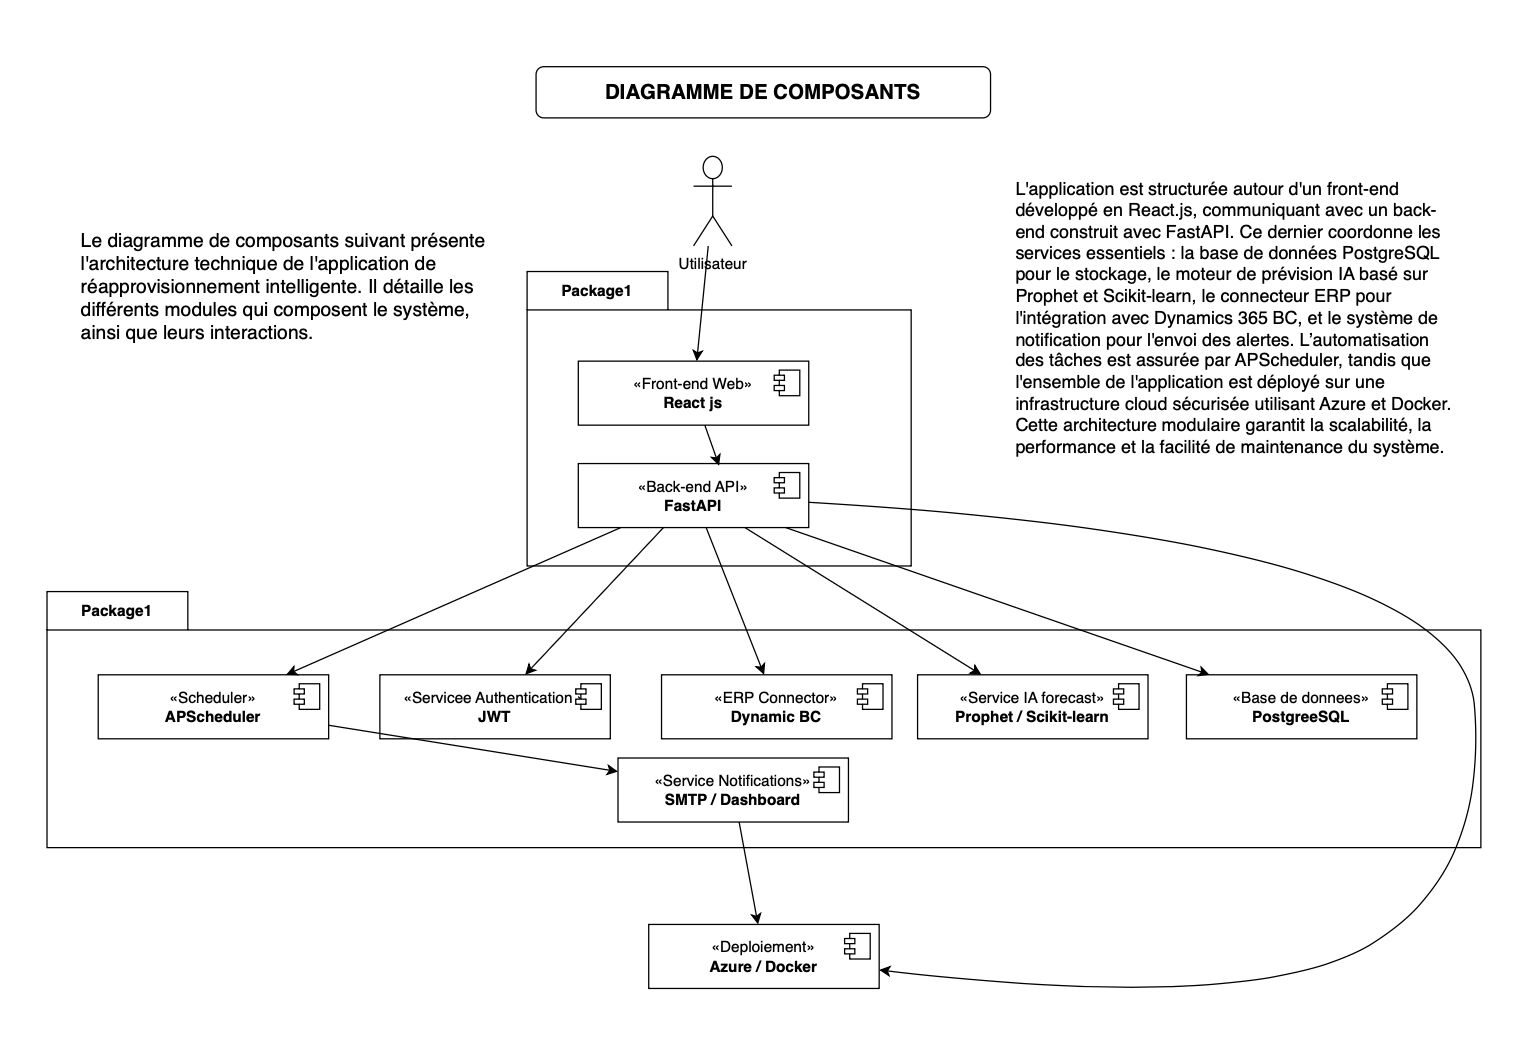 DIAGRAMME DE COMPOSANTS
Le diagramme de composants suivant présente
l'architecture technique de l'application de
réapprovisionnement intelligente. Il détaille les
différents modules qui composent le système,
ainsi que leurs interactions.
L'application est structurée autour d'un front-end
développé en React.js, communiquant avec un back-
end construit avec FastAPI. Ce dernier coordonne les
services essentiels : la base de données PostgreSQL
pour le stockage, le moteur de prévision IA basé sur
Prophet et Scikit-learn, le connecteur ERP pour
l'intégration avec Dynamics 365 BC, et le système de
notification pour l'envoi des alertes. L’automatisation
des tâches est assurée par APScheduler, tandis que
l'ensemble de l'application est déployé sur une
infrastructure cloud sécurisée utilisant Azure et Docker.
Cette architecture modulaire garantit la scalabilité, la
performance et la facilité de maintenance du système.
Utilisateur
Package1
«Front-end Web»
React js
«Back-end API»
FastAPI
Package1
«Scheduler»
APScheduler
«Servicee Authentication
JWT
«ERP Connector»
Dynamic BC
«Service IA forecast»
Prophet / Scikit-learn
«Base de donnees»
PostgreeSQL
«Service Notifications»
SMTP / Dashboard
«Deploiement»
Azure / Docker